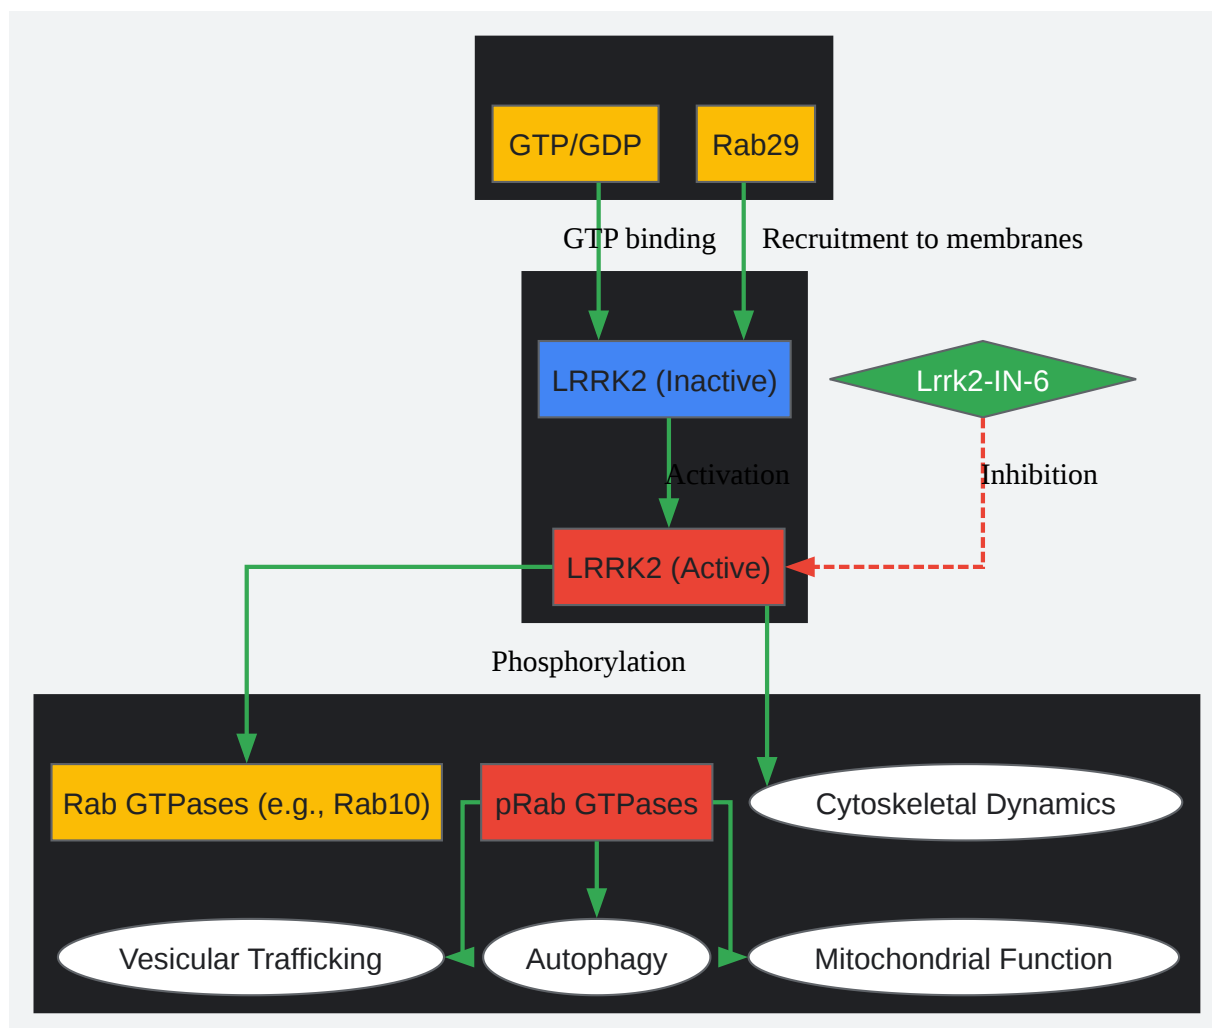 GTP/GDP
Rab29
GTP binding
Recruitment to membranes
LRRK2 (Inactive)
Lrrk2-IN-6
Activation
Inhibition
LRRK2 (Active)
Phosphorylation
Rab GTPases (e.g., Rab10)
pRab GTPases
Cytoskeletal Dynamics
Vesicular Trafficking
Autophagy
Mitochondrial Function